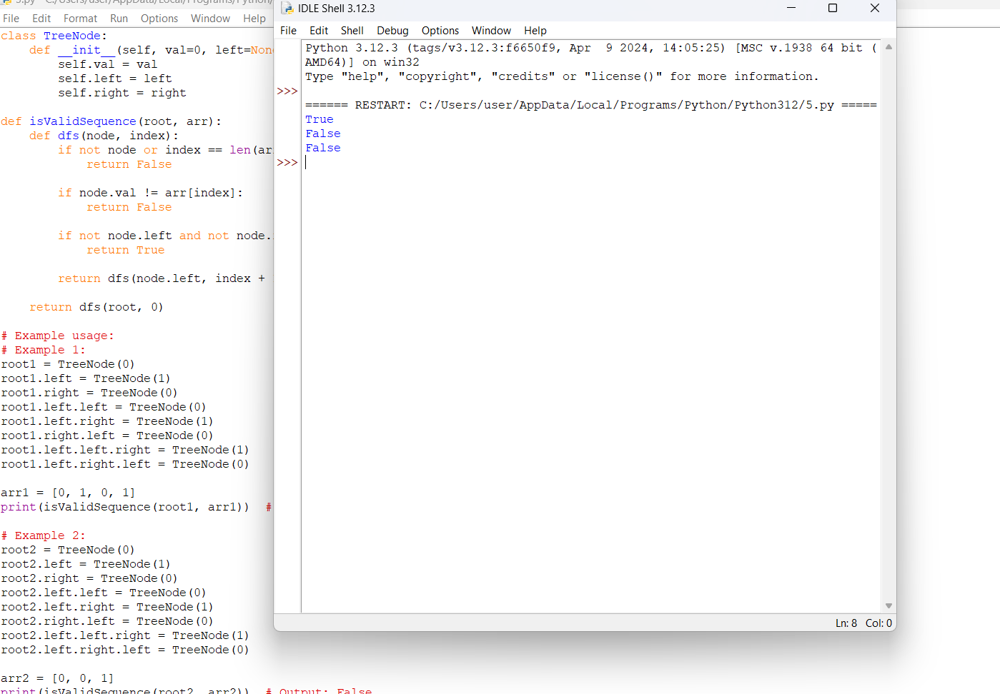 File Edit Format Run Options Window Help
class TreeNode:
    def __init__(self, val=0, left=None
        self.val = val
        self.left = left
        self.right = right
def isValidSequence(root, arr):
    def dfs(node, index):
        if not node or index == len(ar
            return False
        if node.val != arr[index]:
            return False
        if not node.left and not node.
            return True
        return dfs(node.left, index +
    return dfs(root, 0)
# Example usage:
# Example 1:
root1 = TreeNode(0)
root1.left = TreeNode(1)
root1.right = TreeNode(0)
root1.left.left = TreeNode(0)
root1.left.right = TreeNode(1)
root1.right.left = TreeNode(0)
root1.left.left.right = TreeNode(1)
root1.left.right.left = TreeNode(0)
arr1 = [0, 1, 0, 1]
print(isValidSequence(root1, arr1))  #
# Example 2:
root2 = TreeNode(0)
root2.left = TreeNode(1)
root2.right = TreeNode(0)
root2.left.left = TreeNode(0)
root2.left.right = TreeNode(1)
root2.right.left = TreeNode(0)
root2.left.left.right = TreeNode(1)
root2.left.right.left = TreeNode(0)
arr2 = [0, 0, 1]
print(isValidSequence(root2, arr2))  # Output: False
IDLE Shell 3.12.3
File Edit Shell Debug Options Window Help
Python 3.12.3 (tags/v3.12.3:f6650f9, Apr  9 2024, 14:05:25) [MSC v.1938 64 bit (
AMD64)] on win32
Type "help", "copyright", "credits" or "license()" for more information.
>>>
====== RESTART: C:/Users/user/AppData/Local/Programs/Python/Python312/5.py =====
True
False
False
>>>
Ln: 8 Col: 0